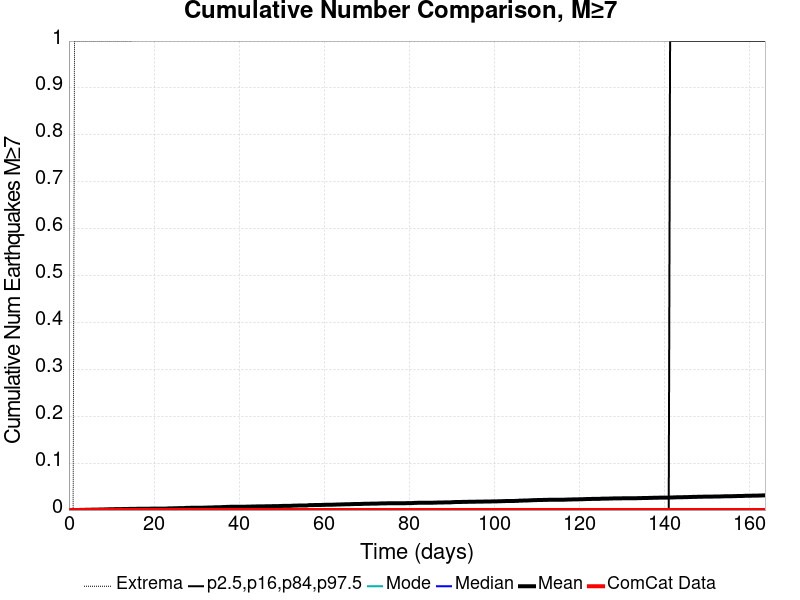 Cumulative Number Comparison, M≥7
Cumulative Num Earthquakes M≥7
1
0.9
0.8
0.7
0.6
0.5
0.4
0.3
0.2
0.1
0
0 20 40 60 80 100 120 140 160
Time (days)
Extrema p2.5,p16,p84,p97.5 Mode Median Mean ComCat Data